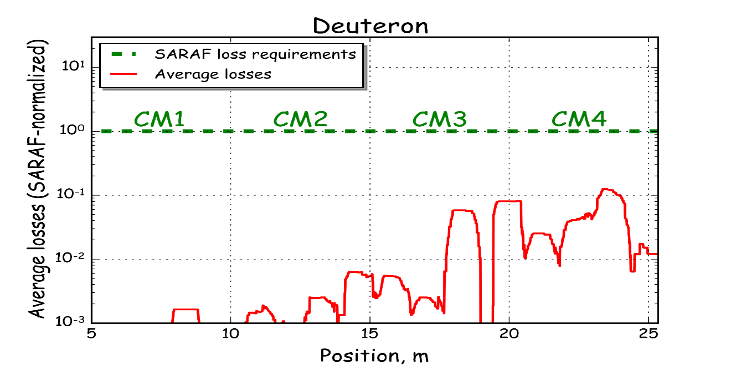 Deuteron
SARAF loss requirements
Average losses
CM1 CM2 CM3 CM4
Average losses (SARAF-normalized)
10¹
10⁰
10⁻¹
10⁻²
10⁻³
5 10 15 20 25
Position, m